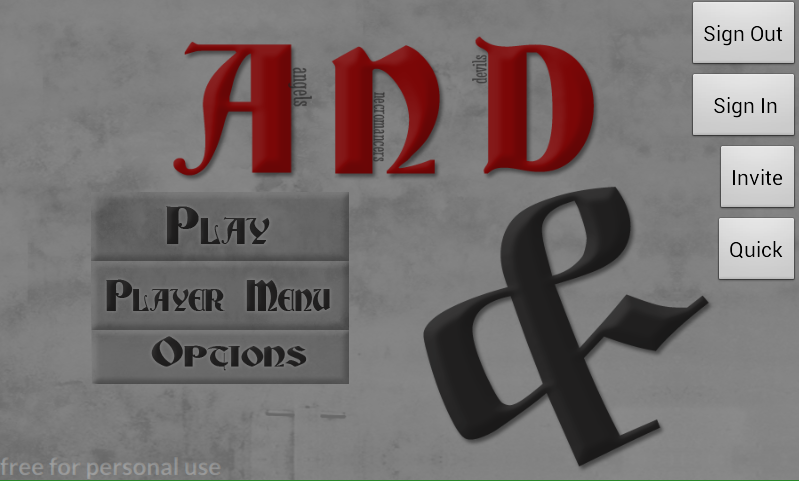 AND
angels
necromancers
devils
Sign Out
Sign In
Invite
Quick
Play
Player Menu
Options
&
free for personal use